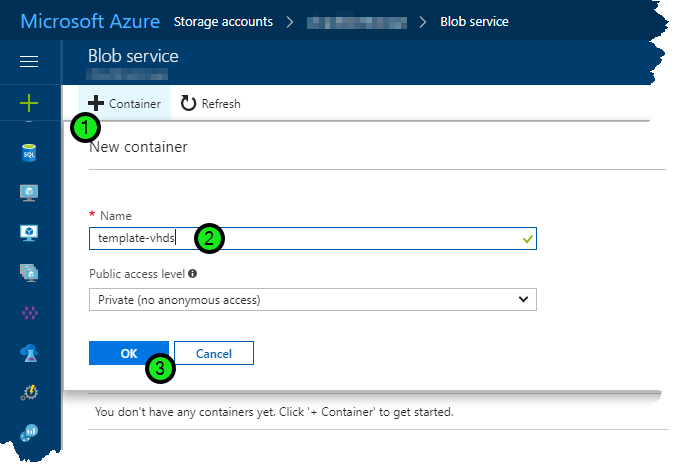 Microsoft Azure Storage accounts > > Blob service
Blob service
+ Container Refresh
1
New container
* Name
template-vhds 2
Public access level
Private (no anonymous access)
OK Cancel
3
You don't have any containers yet. Click '+ Container' to get started.
SQL